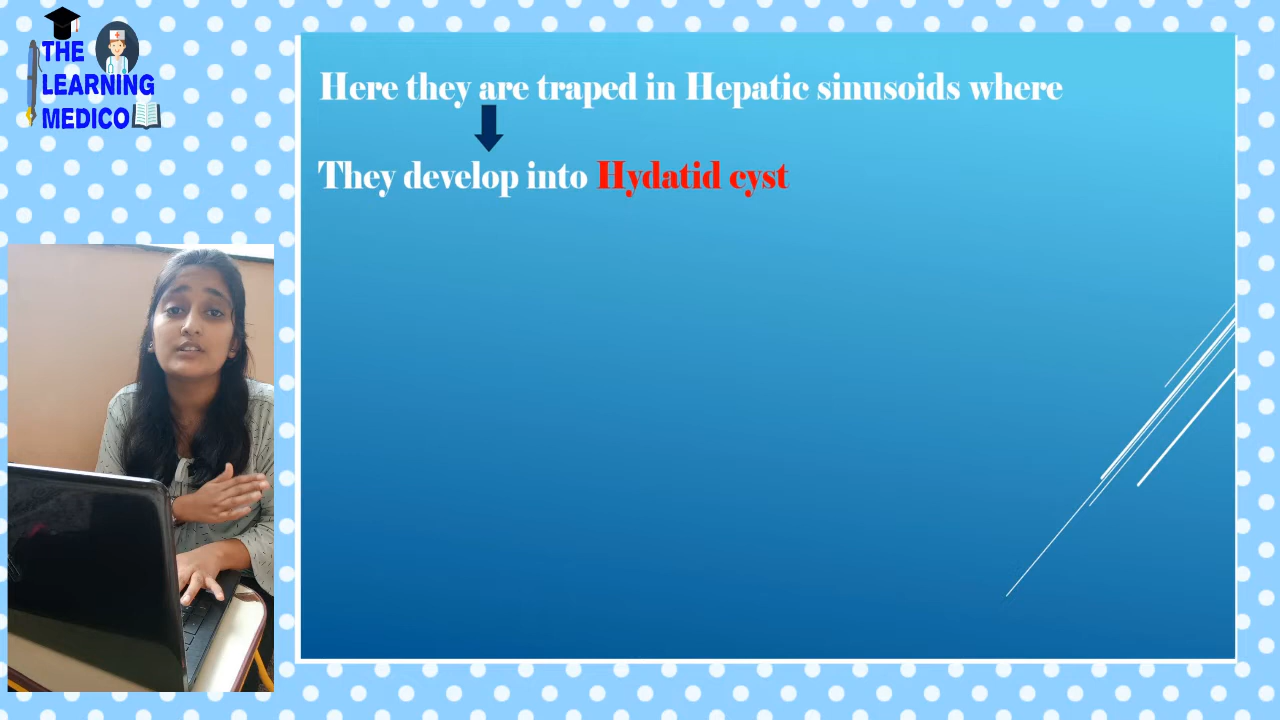 THE
LEARNING
MEDICO
Here they are traped in Hepatic sinusoids where
They develop into Hydatid cyst